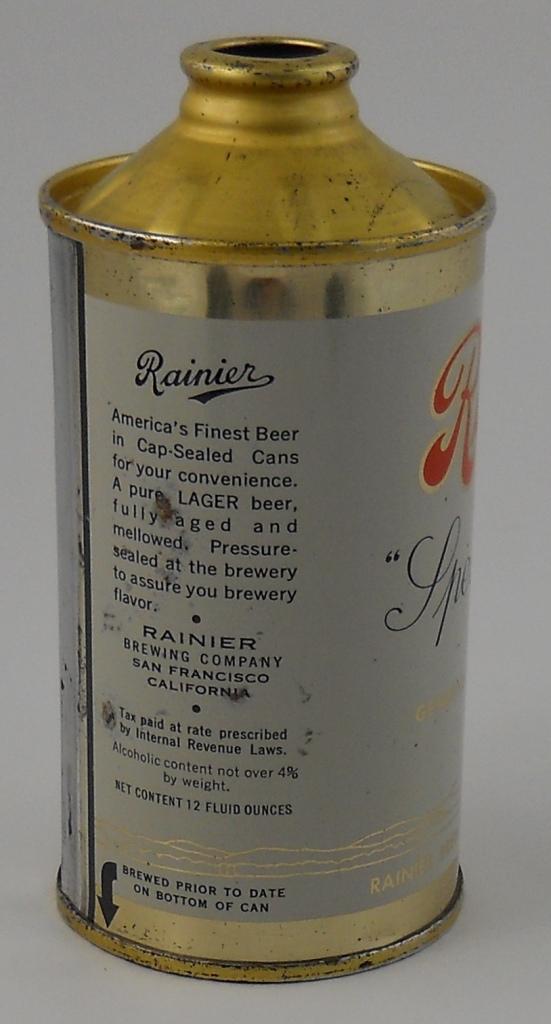 Rainier
America's Finest Beer
in Cap-Sealed Cans
for your convenience.
A pure LAGER beer,
fully aged and
mellowed. Pressure-
sealed at the brewery
to assure you brewery
flavor.
RAINIER
BREWING COMPANY
SAN FRANCISCO
CALIFORNIA
Tax paid at rate prescribed
by Internal Revenue Laws.
Alcoholic content not over 4%
by weight.
NET CONTENT 12 FLUID OUNCES
BREWED PRIOR TO DATE
ON BOTTOM OF CAN
R
"Spe
RAINIER